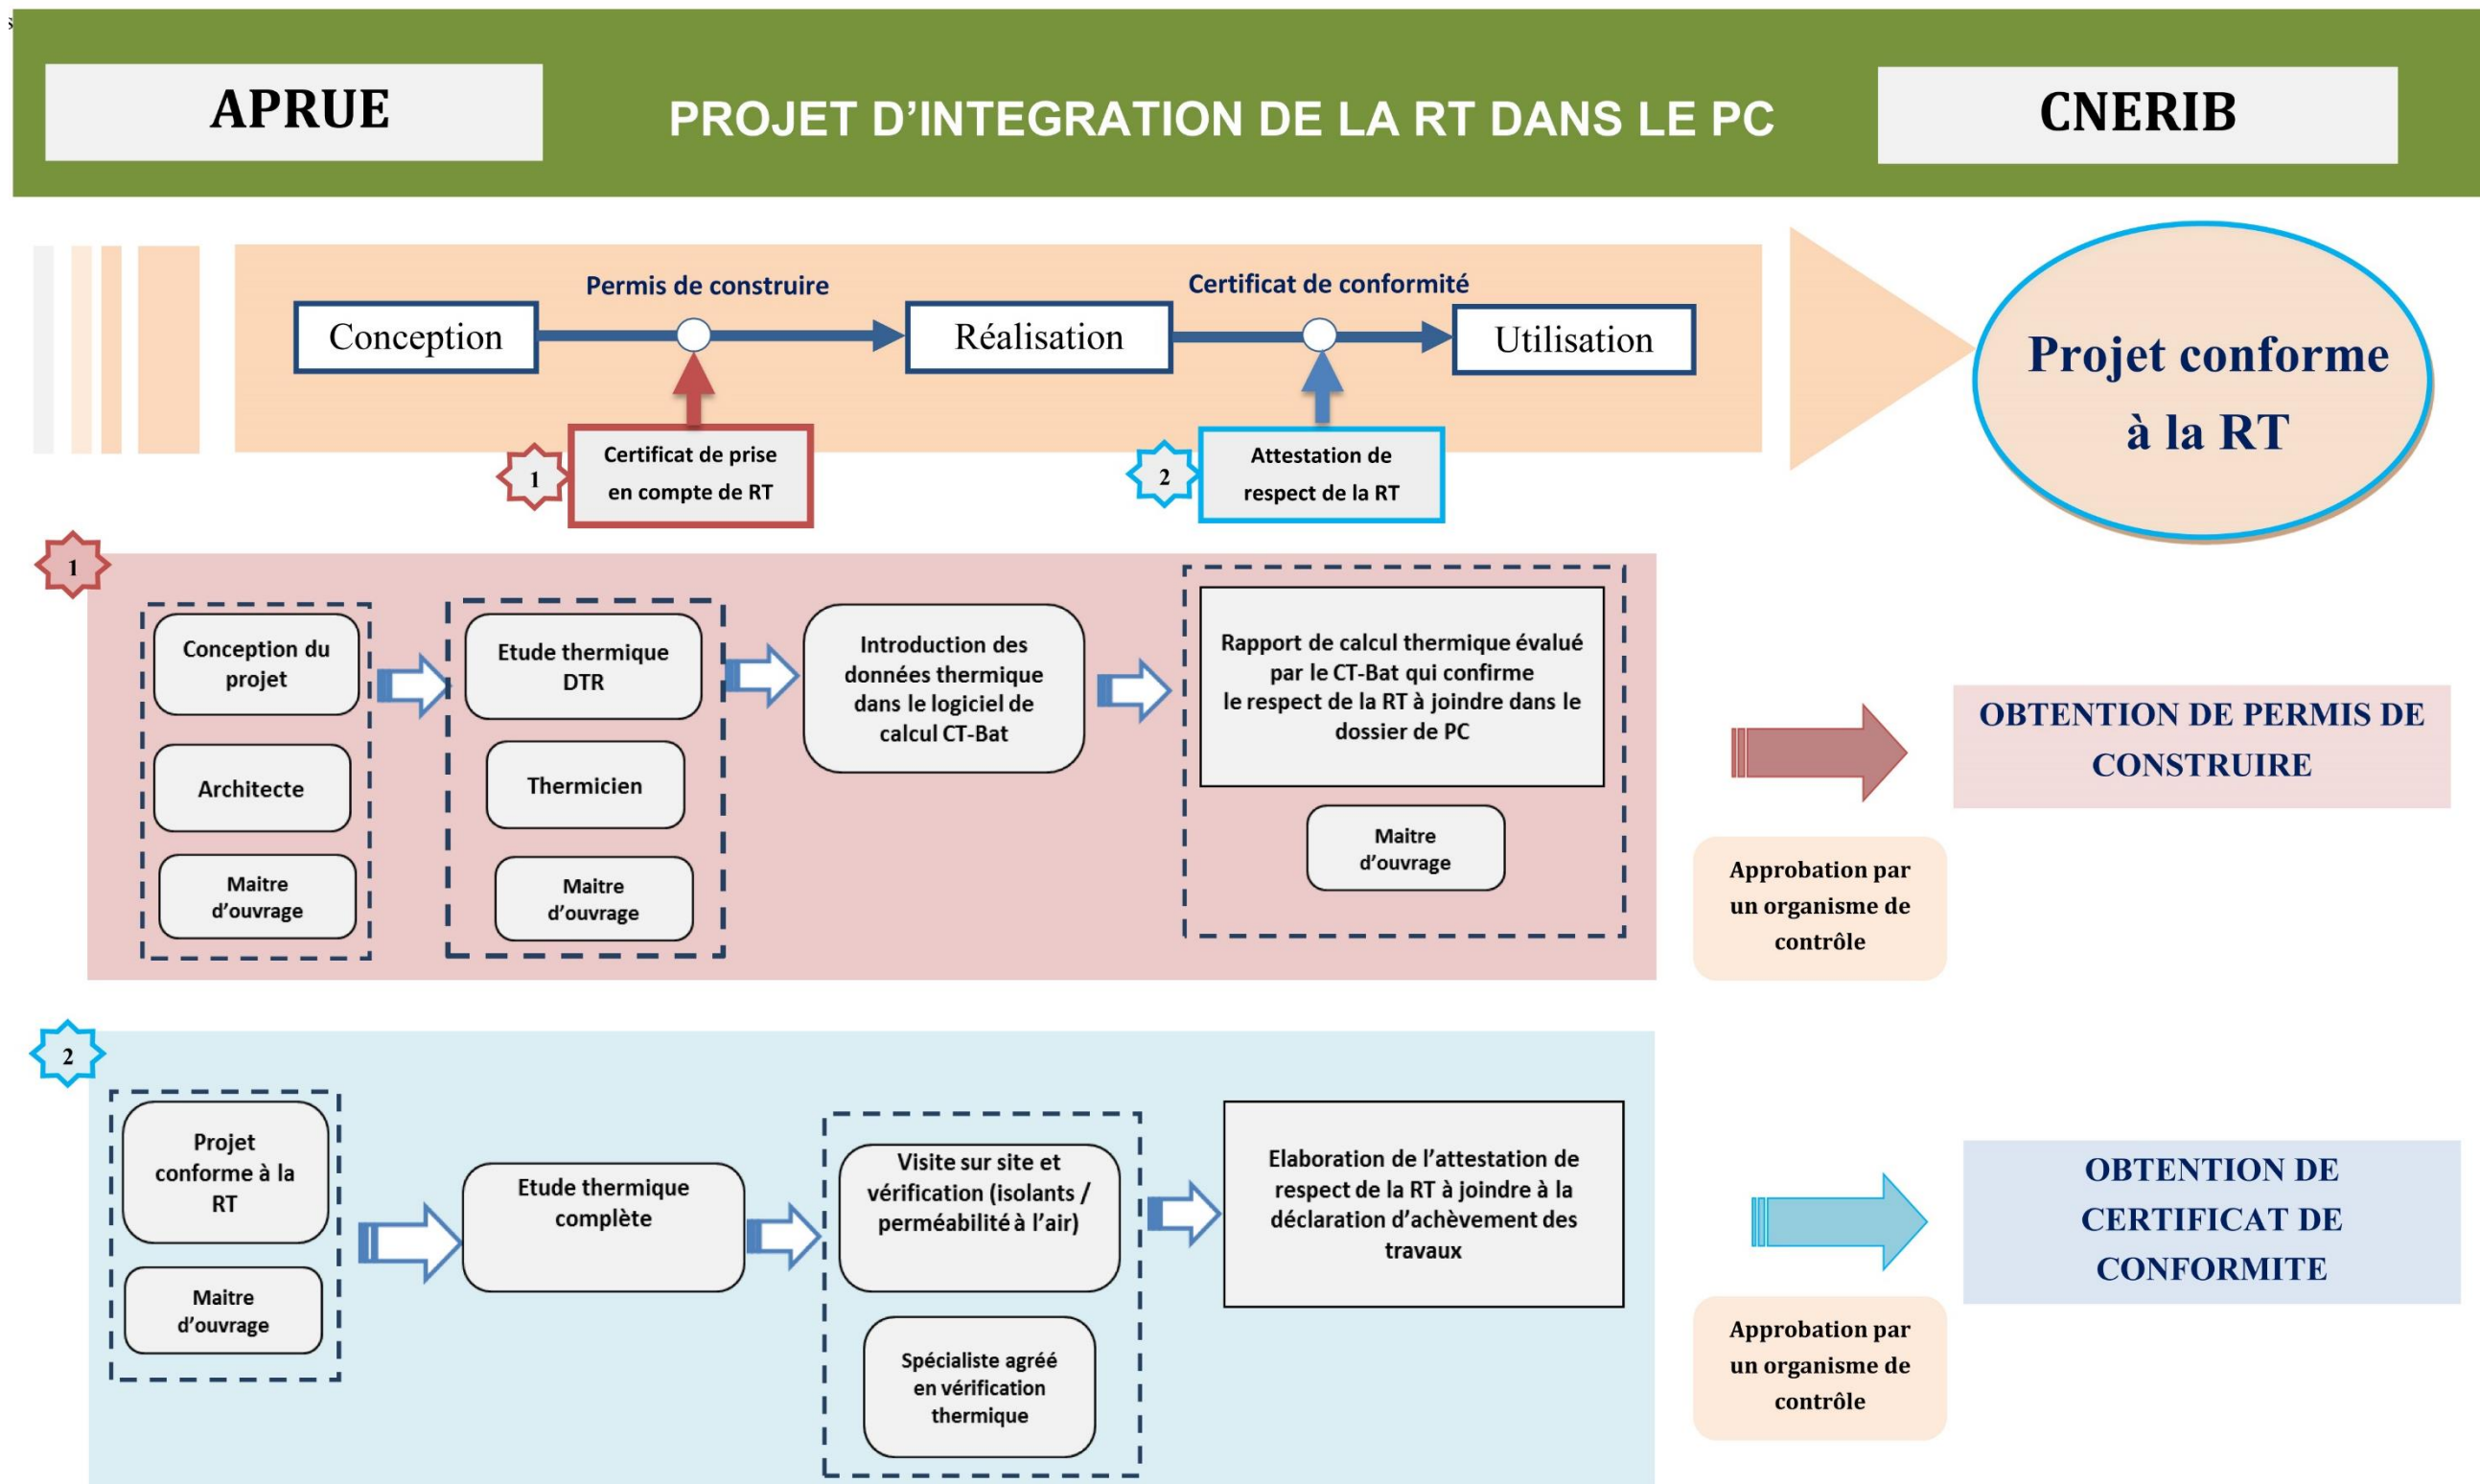 s
APRUE
PROJET D’INTEGRATION DE LA RT DANS LE PC
CNERIB
Permis de construire
Certificat de conformité
Conception
Réalisation
Utilisation
Projet conforme
à la RT
1
Certificat de prise
en compte de RT
2
Attestation de
respect de la RT
1
Conception du
projet
Architecte
Maitre
d’ouvrage
Etude thermique
DTR
Thermicien
Maitre
d’ouvrage
Introduction des
données thermique
dans le logiciel de
calcul CT-Bat
Rapport de calcul thermique évalué
par le CT-Bat qui confirme
le respect de la RT à joindre dans le
dossier de PC
Maitre
d’ouvrage
OBTENTION DE PERMIS DE
CONSTRUIRE
Approbation par
un organisme de
contrôle
2
Projet
conforme à la
RT
Maitre
d’ouvrage
Etude thermique
complète
Visite sur site et
vérification (isolants /
perméabilité à l’air)
Spécialiste agréé
en vérification
thermique
Elaboration de l’attestation de
respect de la RT à joindre à la
déclaration d’achèvement des
travaux
OBTENTION DE
CERTIFICAT DE
CONFORMITE
Approbation par
un organisme de
contrôle